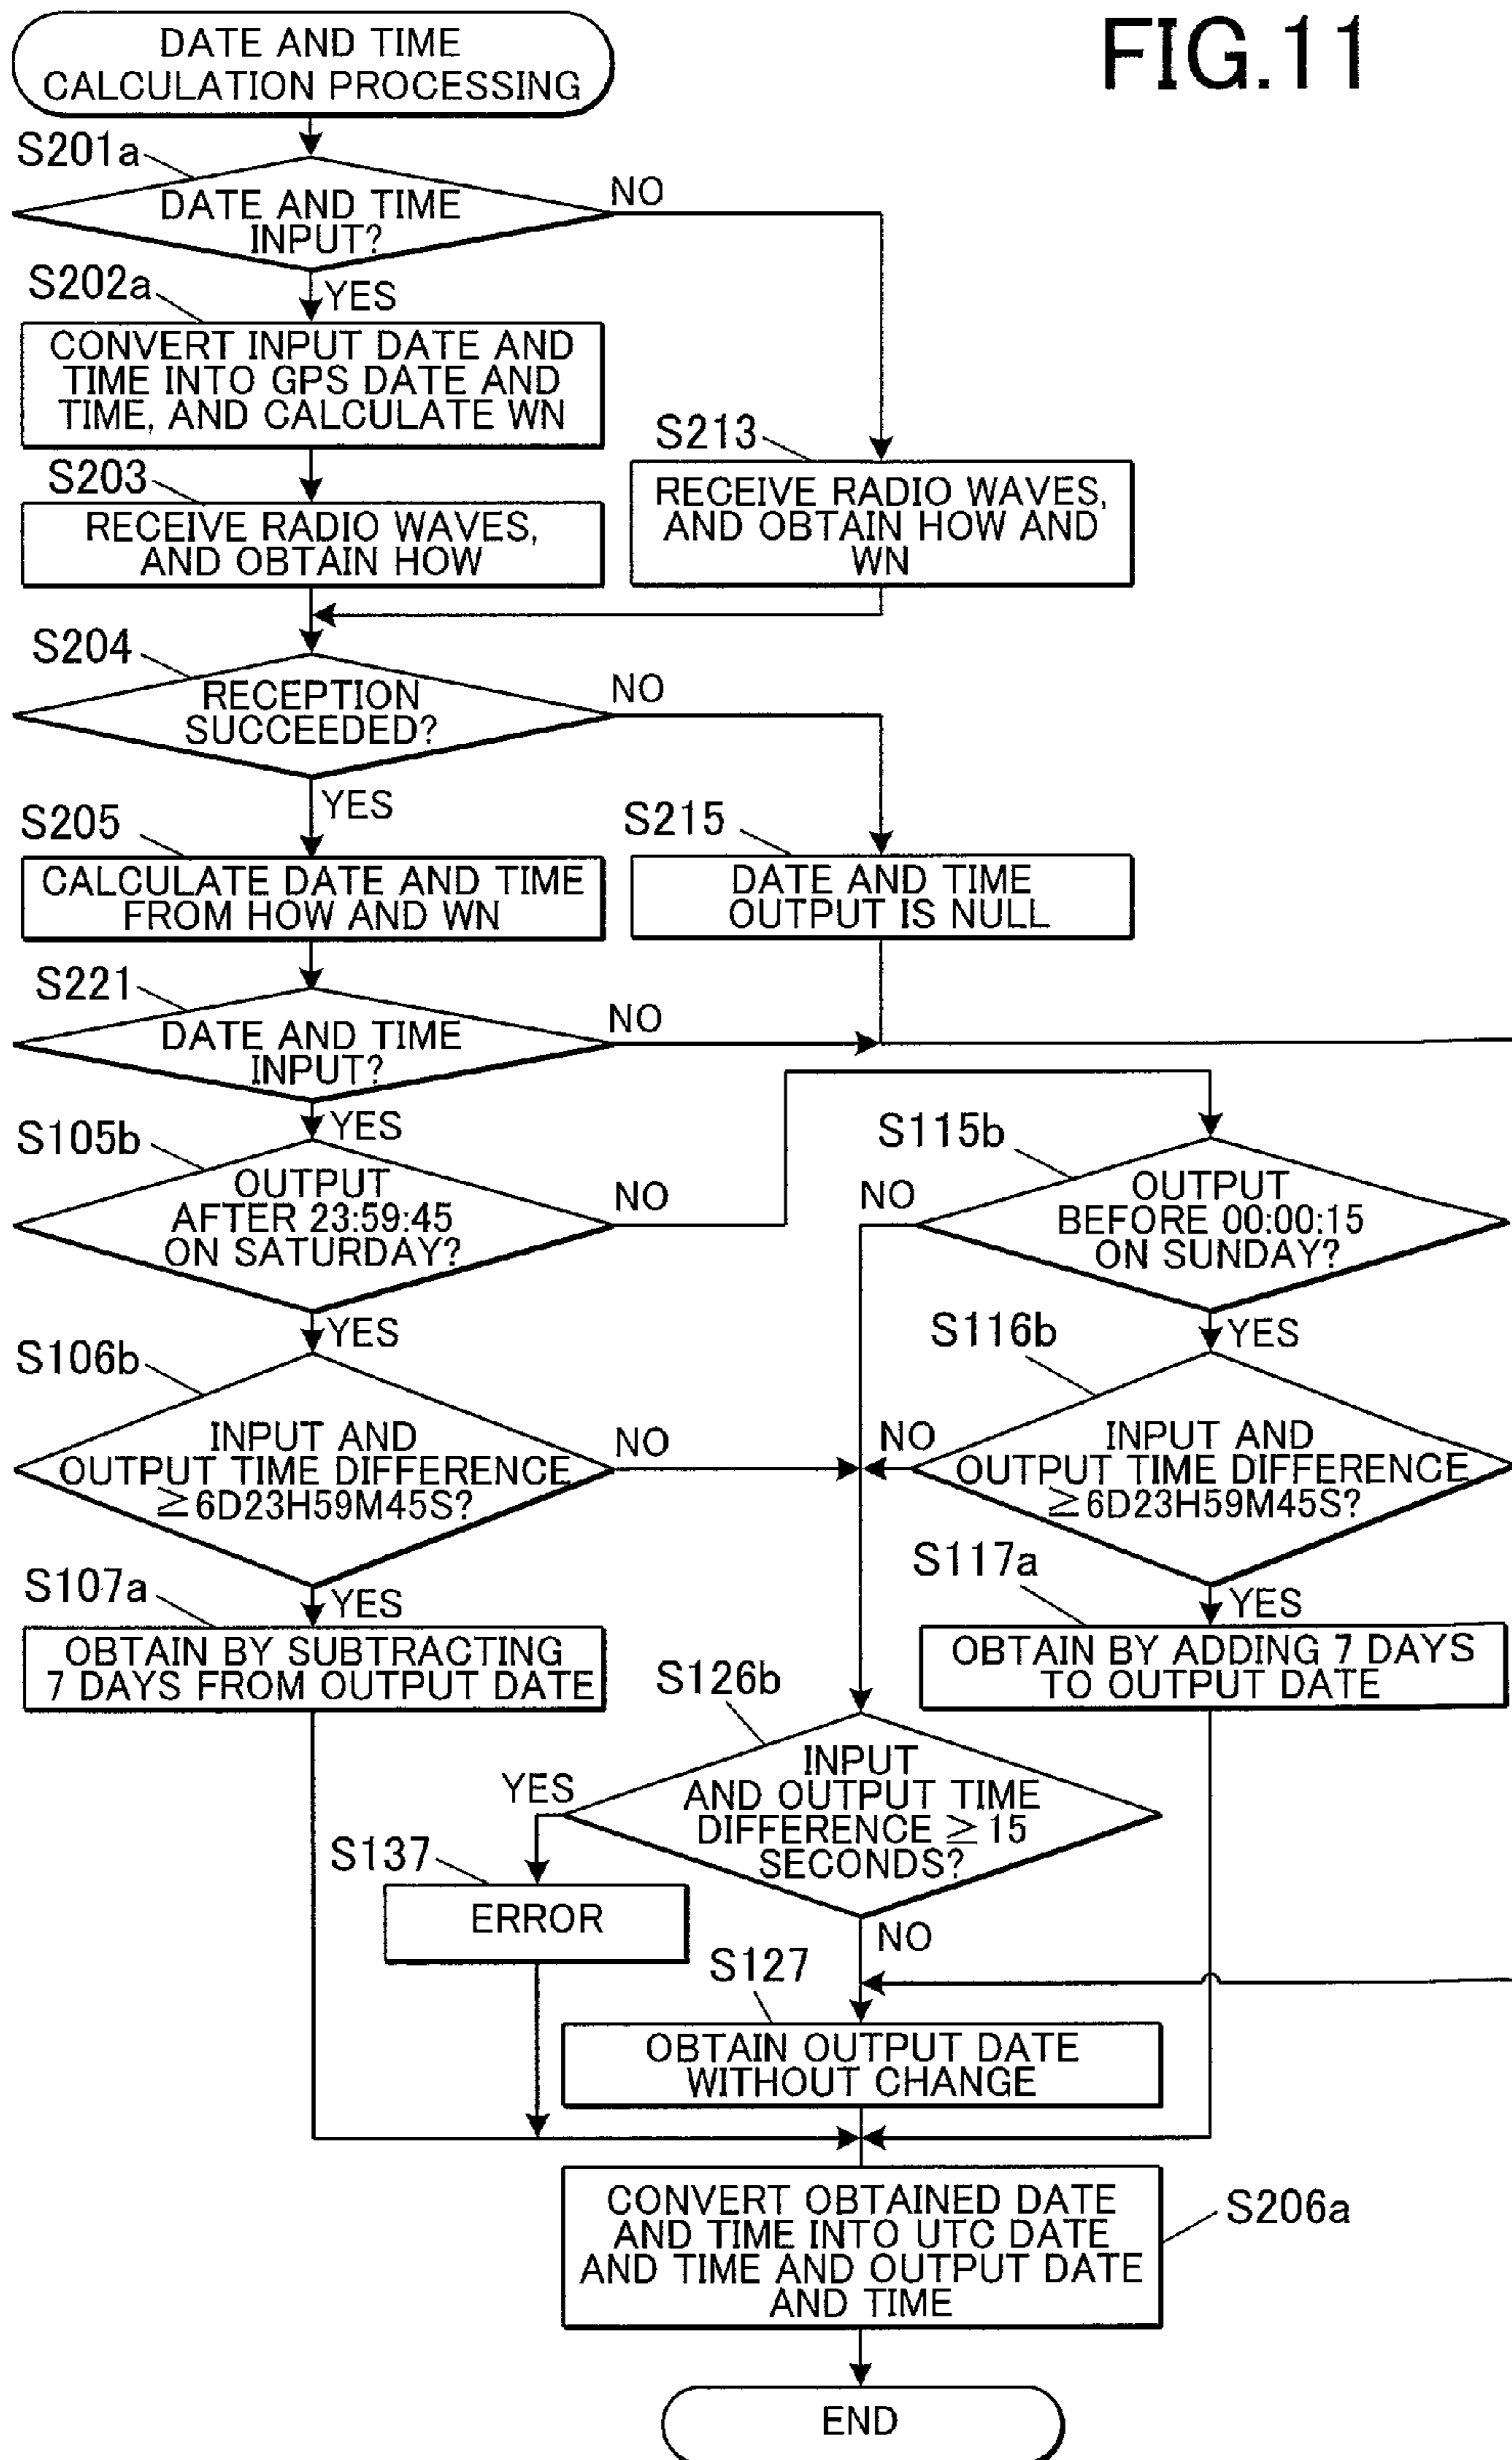 FIG.11
DATE AND TIME
CALCULATION PROCESSING
S201a
DATE AND TIME
INPUT?
NO
YES
S202a
CONVERT INPUT DATE AND
TIME INTO GPS DATE AND
TIME, AND CALCULATE WN
S203
RECEIVE RADIO WAVES,
AND OBTAIN HOW
S213
RECEIVE RADIO WAVES,
AND OBTAIN HOW AND
WN
S204
RECEPTION
SUCCEEDED?
NO
YES
S205
CALCULATE DATE AND TIME
FROM HOW AND WN
S215
DATE AND TIME
OUTPUT IS NULL
S221
DATE AND TIME
INPUT?
NO
YES
S105b
OUTPUT
AFTER 23:59:45
ON SATURDAY?
NO
YES
S115b
OUTPUT
BEFORE 00:00:15
ON SUNDAY?
NO
YES
S106b
INPUT AND
OUTPUT TIME DIFFERENCE
≥6D23H59M45S?
NO
YES
S116b
INPUT AND
OUTPUT TIME DIFFERENCE
≥6D23H59M45S?
NO
YES
S107a
OBTAIN BY SUBTRACTING
7 DAYS FROM OUTPUT DATE
S117a
OBTAIN BY ADDING 7 DAYS
TO OUTPUT DATE
S126b
INPUT
AND OUTPUT TIME
DIFFERENCE ≥ 15
SECONDS?
YES
NO
S137
ERROR
S127
OBTAIN OUTPUT DATE
WITHOUT CHANGE
S206a
CONVERT OBTAINED DATE
AND TIME INTO UTC DATE
AND TIME AND OUTPUT DATE
AND TIME
END